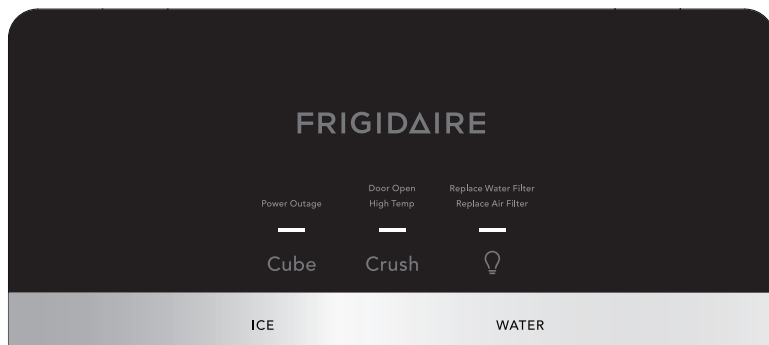 FRIGIDAIRE
Door Open Replace Water Filter
Power Outage High Temp Replace Air Filter
Cube Crush
ICE WATER